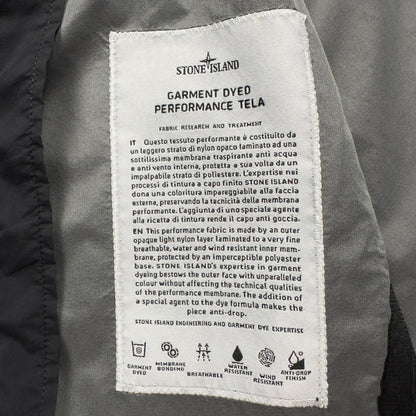 STONE ISLAND
GARMENT DYED
PERFORMANCE TELA
FABRIC RESEARCH AND TREATMENT
IT Questo tessuto performante è costituito da
un leggero strato di nylon opaco laminato ad una
sottilissima membrana traspirante anti acqua
e anti vento interna, protetta a sua volta da un
impalpabile strato di poliestere. L'expertise nei
processi di tintura a capo finito STONE ISLAND
dona una coloritura impareggiabile alla faccia
esterna, preservando la tecnicità della membrana
performante. L'aggiunta di uno speciale agente
alla ricetta di tintura rende il capo anti goccia.
EN This performance fabric is made by an outer
opaque light nylon layer laminated to a very fine
breathable, water and wind resistant inner mem-
brane, protected by an imperceptible polyester
base. STONE ISLAND's expertise in garment
dyeing bestows the outer face with unparalleled
colour without affecting the technical qualities
of the performing membrane. The addition of
a special agent to the dye formula makes the
piece anti-drop.
STONE ISLAND ENGINEERING AND GARMENT DYE EXPERTISE
GARMENT
DYED
MEMBRANE
BONDING
BREATHABLE
WATER
RESISTANT
WIND
RESISTANT
ANTI DROP
FINISH